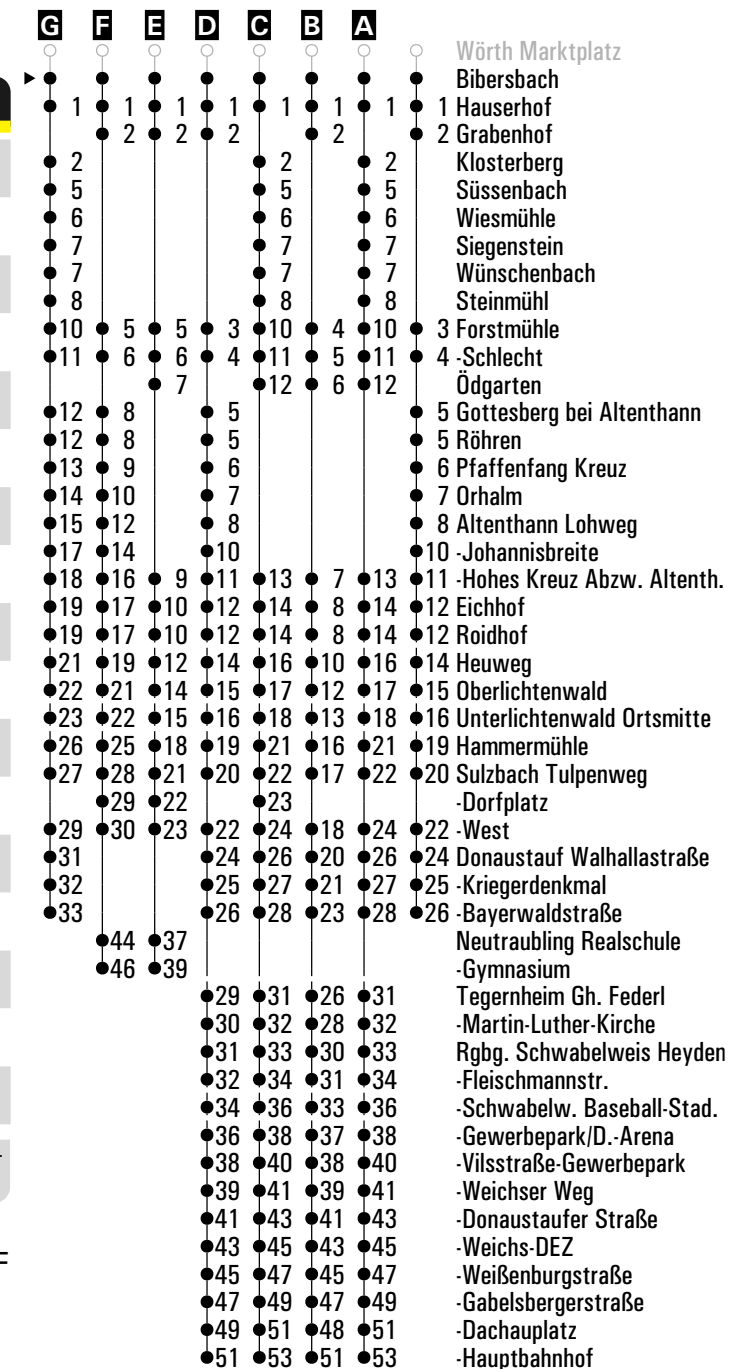 G F E D C B A
Wörth Marktplatz
Bibersbach
1 1 1 1 1 1 1 1 Hauserhof
2 2 2 2 2 Grabenhof
2 2 2 Klosterberg
5 5 5 Süssenbach
6 6 6 Wiesmühle
7 7 7 Siegenstein
7 7 7 Wünschenbach
8 8 8 Steinmühl
10 5 5 3 10 4 10 3 Forstmühle
11 6 6 4 11 5 11 4 -Schlecht
7 12 6 12 Ödgarten
12 8 5 5 Gottesberg bei Altenthann
12 8 5 5 Röhren
13 9 6 6 Pfaffenfang Kreuz
14 10 7 7 Orhalm
15 12 8 8 Altenthann Lohweg
17 14 10 10 -Johannisbreite
18 16 9 11 13 7 13 11 -Hohes Kreuz Abzw. Altenth.
19 17 10 12 14 8 14 12 Eichhof
19 17 10 12 14 8 14 12 Roidhof
21 19 12 14 16 10 16 14 Heuweg
22 21 14 15 17 12 17 15 Oberlichtenwald
23 22 15 16 18 13 18 16 Unterlichtenwald Ortsmitte
26 25 18 19 21 16 21 19 Hammermühle
27 28 21 20 22 17 22 20 Sulzbach Tulpenweg
29 22 23 -Dorfplatz
29 30 23 22 24 18 24 22 -West
31 24 26 20 26 24 Donaustauf Walhallastraße
32 25 27 21 27 25 -Kriegerdenkmal
33 26 28 23 28 26 -Bayerwaldstraße
44 37 Neutraubling Realschule
46 39 -Gymnasium
29 31 26 31 Tegernheim Gh. Federl
30 32 28 32 -Martin-Luther-Kirche
31 33 30 33 Rgbg. Schwabelweis Heyden
32 34 31 34 -Fleischmannstr.
34 36 33 36 -Schwabelw. Baseball-Stad.
36 38 37 38 -Gewerbepark/D.-Arena
38 40 38 40 -Vilsstraße-Gewerbepark
39 41 39 41 -Weichser Weg
41 43 41 43 -Donaustaufer Straße
43 45 43 45 -Weichs-DEZ
45 47 45 47 -Weißenburgstraße
47 49 47 49 -Gabelsbergerstraße
49 51 48 51 -Dachauplatz
51 53 51 53 -Hauptbahnhof